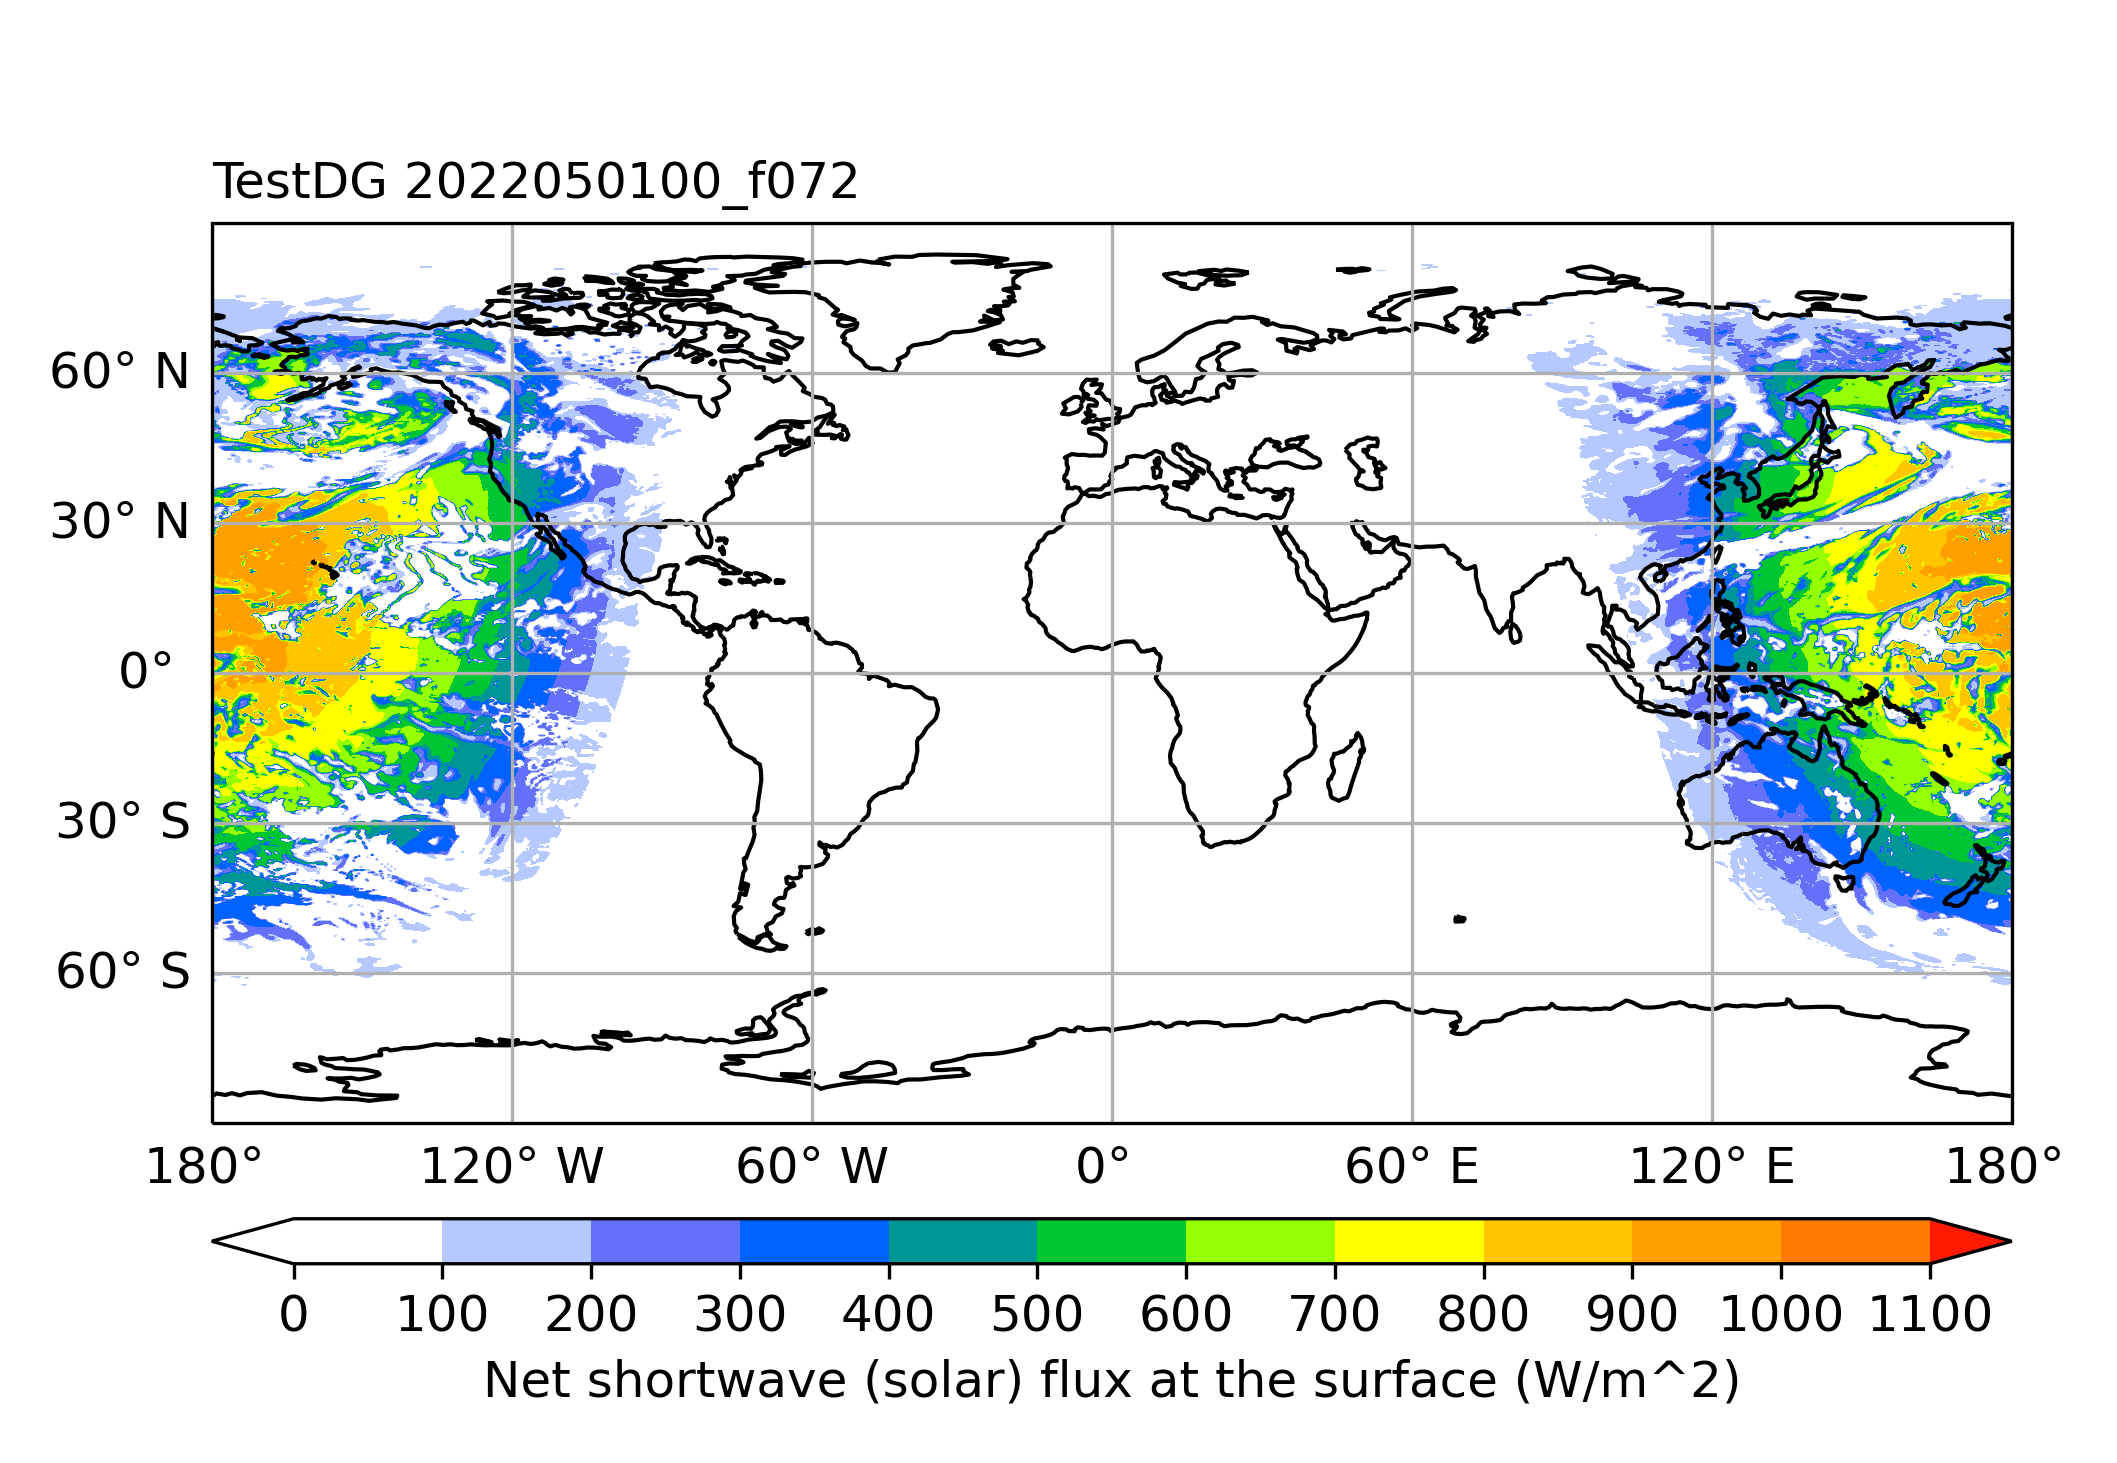 TestDG 2022050100_f072
60° N
30° N
0°
30° S
60° S
180° 120° W 60° W 0° 60° E 120° E 180°
0 100 200 300 400 500 600 700 800 900 1000 1100
Net shortwave (solar) flux at the surface (W/m^2)